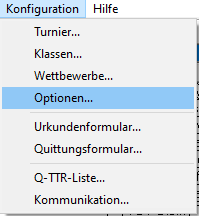 Konfiguration Hilfe
Turnier...
Klassen...
Wettbewerbe...
Optionen...
Urkundenformular...
Quittungsformular...
Q-TTR-Liste...
Kommunikation...